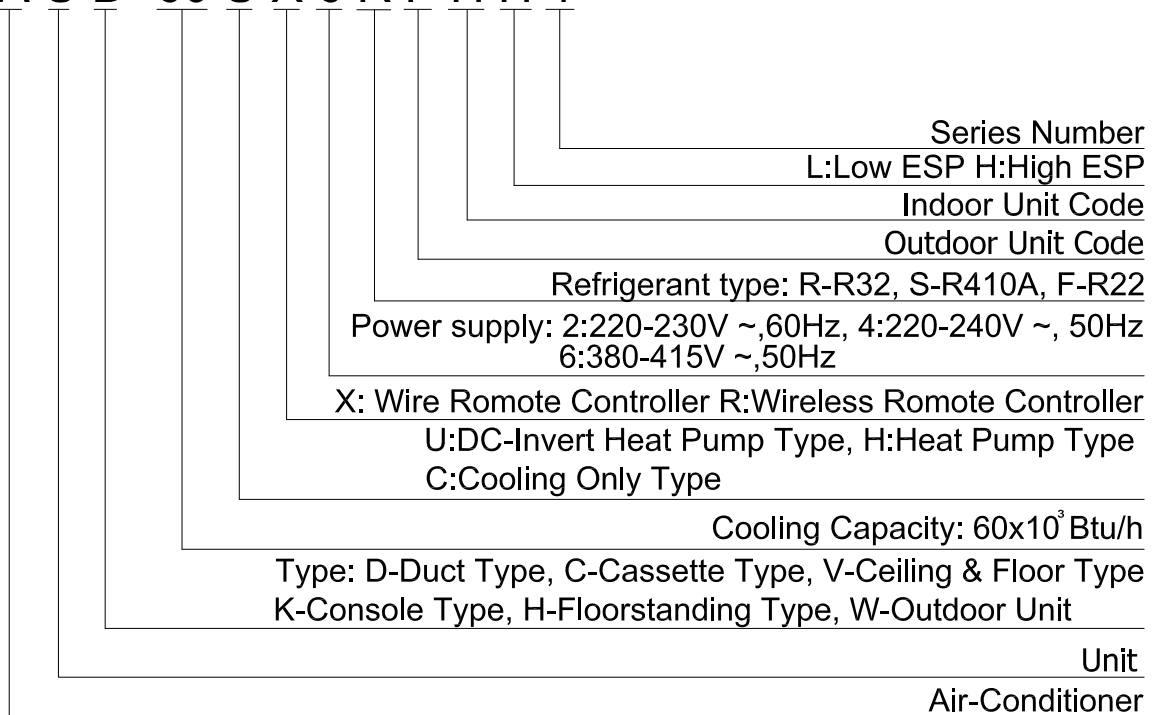 Series Number
L:Low ESP H:High ESP
Indoor Unit Code
Outdoor Unit Code
Refrigerant type: R-R32, S-R410A, F-R22
Power supply: 2:220-230V ~,60Hz, 4:220-240V ~, 50Hz
6:380-415V ~,50Hz
X: Wire Romote Controller R:Wireless Romote Controller
U:DC-Invert Heat Pump Type, H:Heat Pump Type
C:Cooling Only Type
Cooling Capacity: 60x10³ Btu/h
Type: D-Duct Type, C-Cassette Type, V-Ceiling & Floor Type
K-Console Type, H-Floorstanding Type, W-Outdoor Unit
Unit
Air-Conditioner